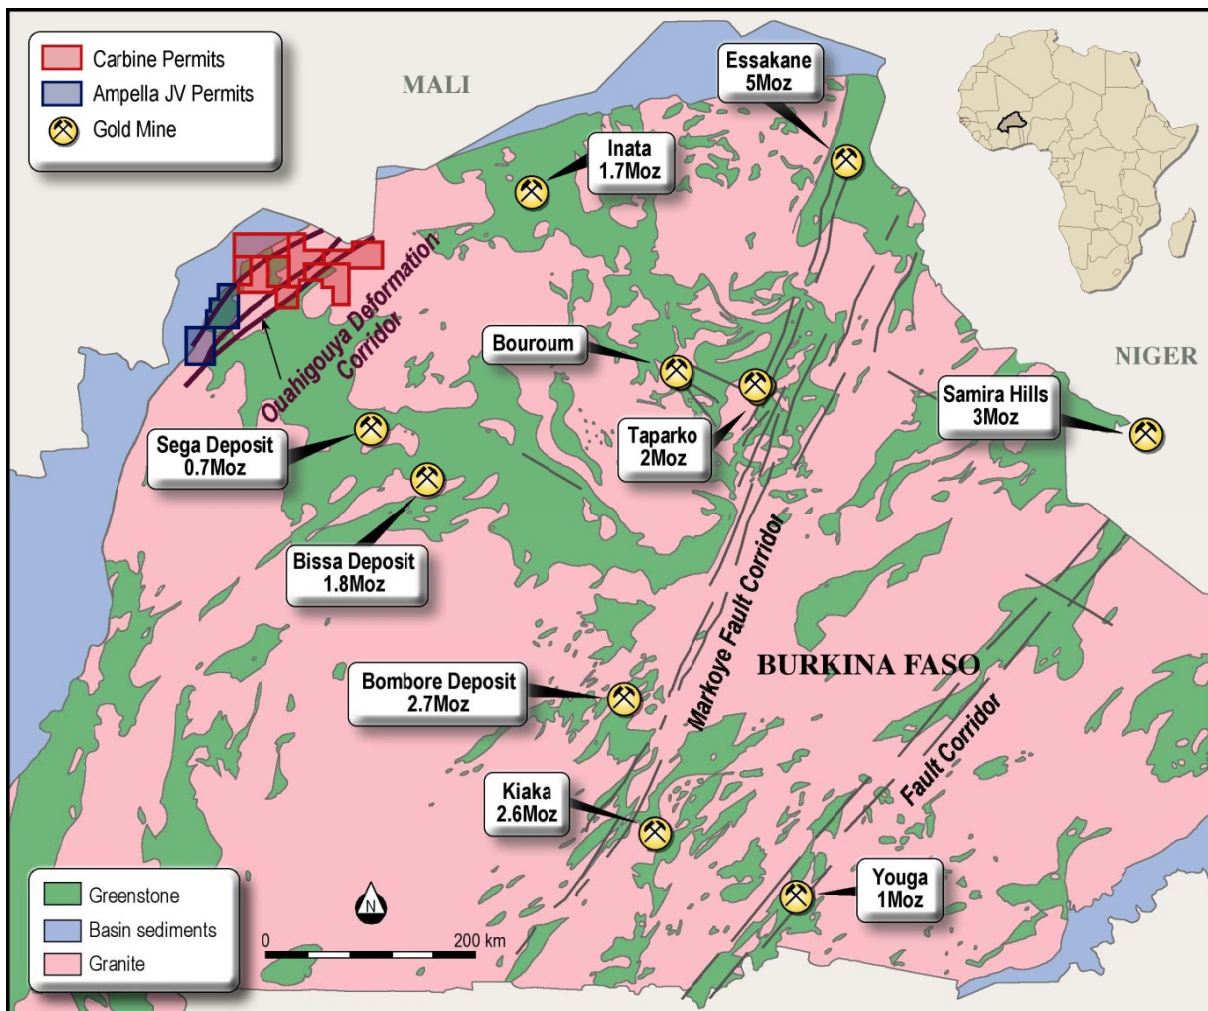 Carbine Permits
Ampella JV Permits
Gold Mine
MALI
Essakane
5Moz
Inata
1.7Moz
Ouahigouya Deformation
Corridor
Bouroum
NIGER
Samira Hills
3Moz
Taparko
2Moz
Sega Deposit
0.7Moz
Bissa Deposit
1.8Moz
Markoye Fault Corridor
BURKINA FASO
Bombore Deposit
2.7Moz
Fault Corridor
Kiaka
2.6Moz
Youga
1Moz
Greenstone
Basin sediments
Granite
N
0 200 km